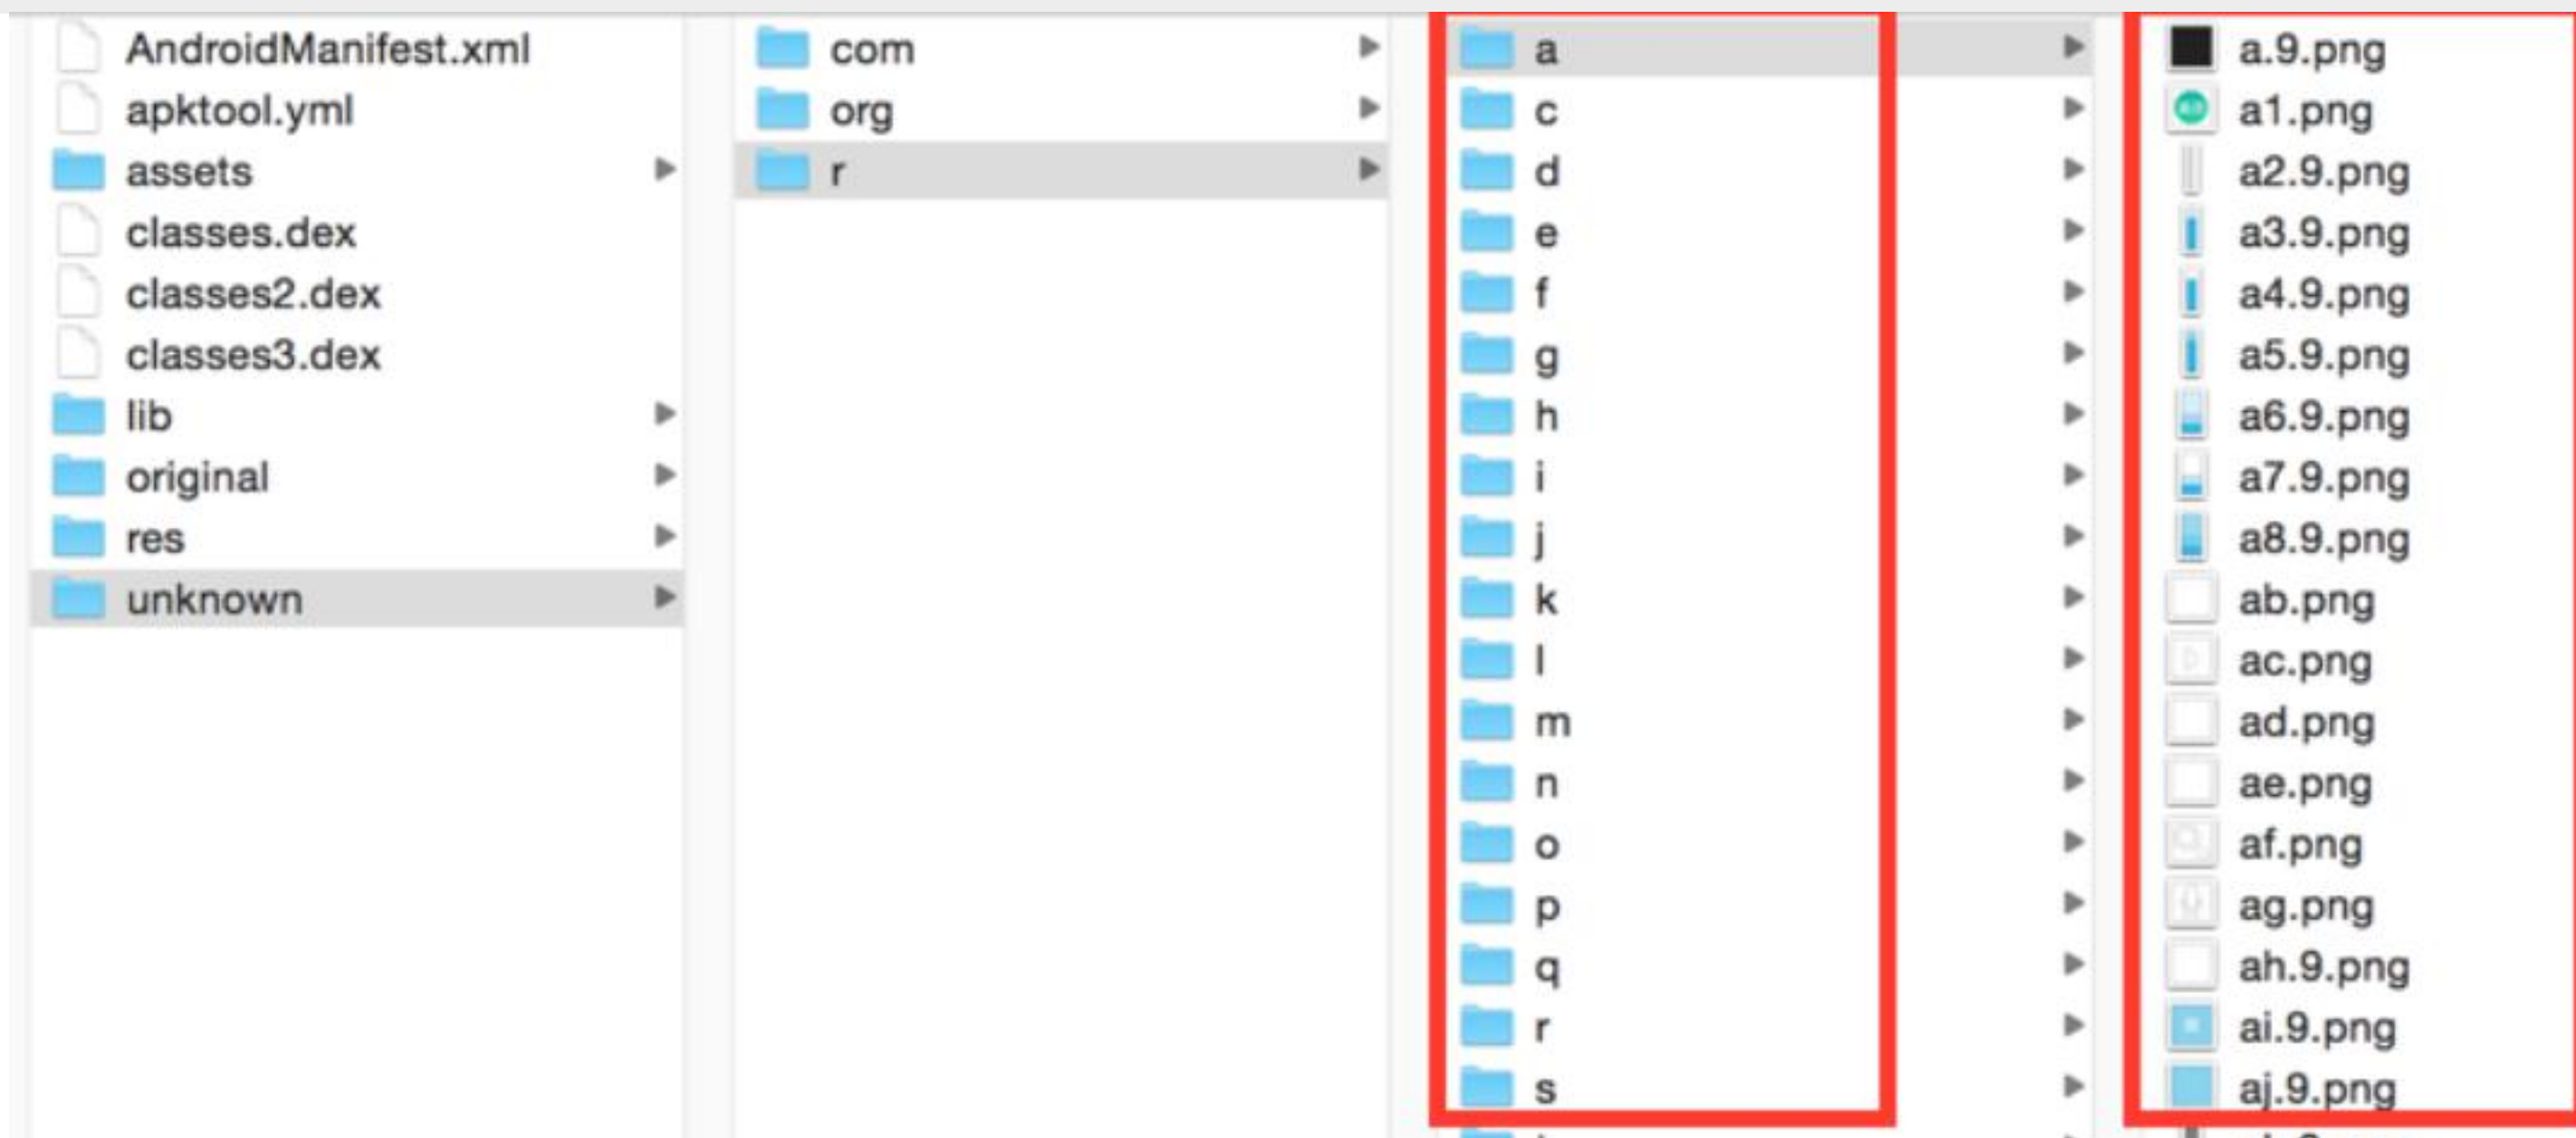 AndroidManifest.xml
apktool.yml
assets
classes.dex
classes2.dex
classes3.dex
lib
original
res
unknown
com
org
r
a
c
d
e
f
g
h
i
j
k
l
m
n
o
p
q
r
s
a.9.png
a1.png
a2.9.png
a3.9.png
a4.9.png
a5.9.png
a6.9.png
a7.9.png
a8.9.png
ab.png
ac.png
ad.png
ae.png
af.png
ag.png
ah.9.png
ai.9.png
aj.9.png